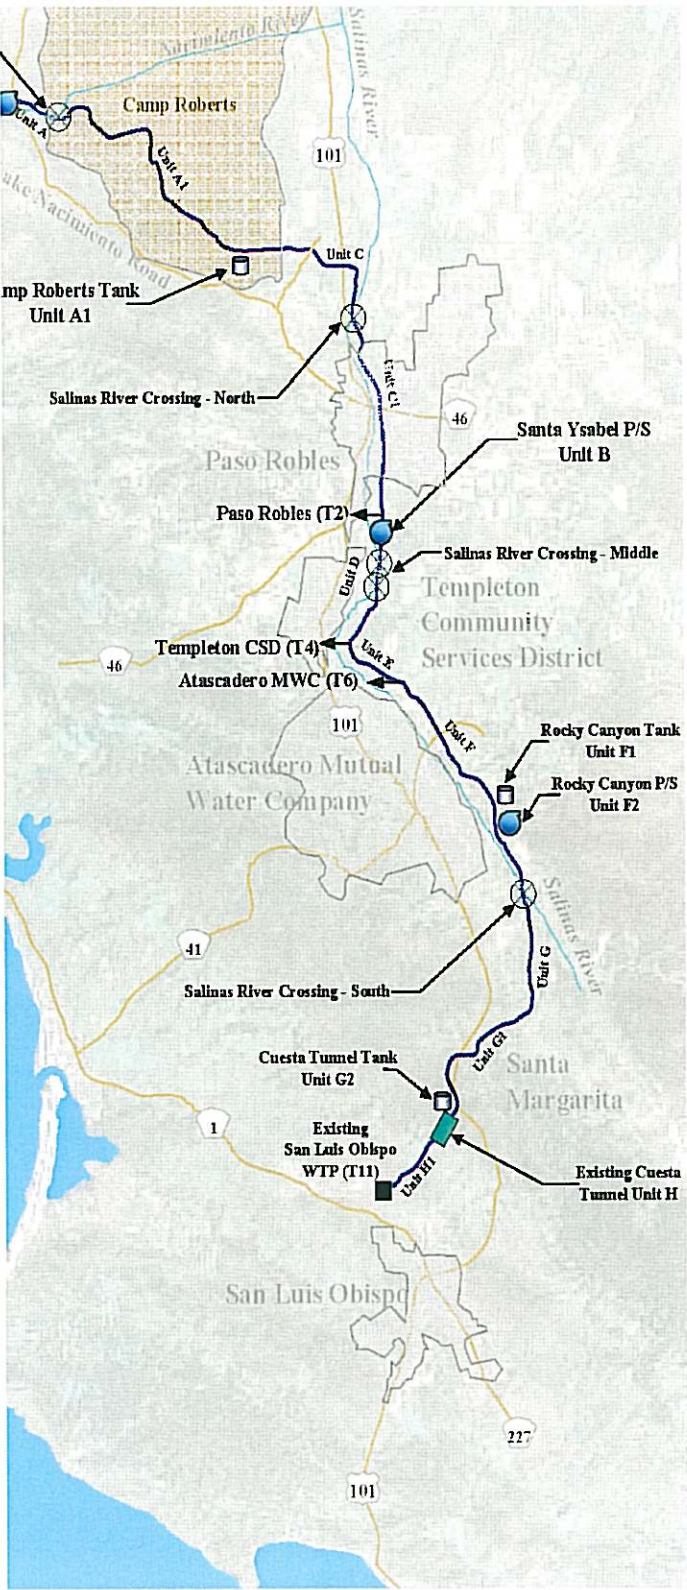 Nacimiento River
Salinas River
Camp Roberts
Unit A
Unit A1
101
ake Nacimiento Road
Unit C
mp Roberts Tank
Unit A1
Salinas River Crossing - North
Unit C1
46
Santa Ysabel P/S
Unit B
Paso Robles
Paso Robles (T2)
Salinas River Crossing - Middle
Unit D
Templeton
Community
Services District
Templeton CSD (T4)
Unit E
46
Atascadero MWC (T6)
101
Unit F
Rocky Canyon Tank
Unit F1
Atascadero Mutual
Water Company
Rocky Canyon P/S
Unit F2
Salinas River
41
Unit G
Salinas River Crossing - South
Unit G1
Cuesta Tunnel Tank
Unit G2
Santa
Margarita
1
Existing
San Luis Obispo
WTP (T11)
Unit H1
Existing Cuesta
Tunnel Unit H
San Luis Obispo
227
101